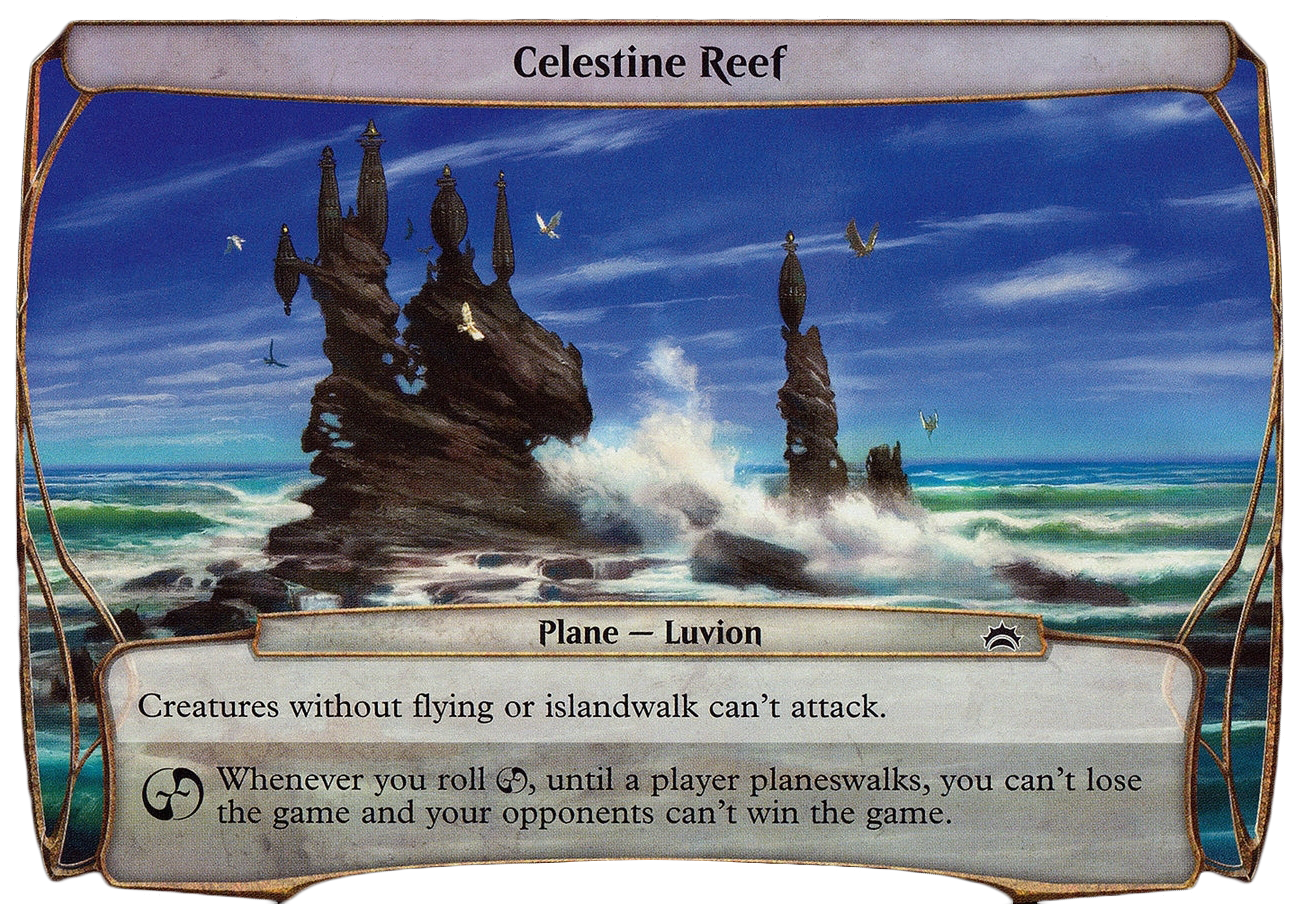 Celestine Reef
Plane — Luvion
Creatures without flying or islandwalk can't attack.
Whenever you roll , until a player planeswalks, you can't lose
the game and your opponents can't win the game.